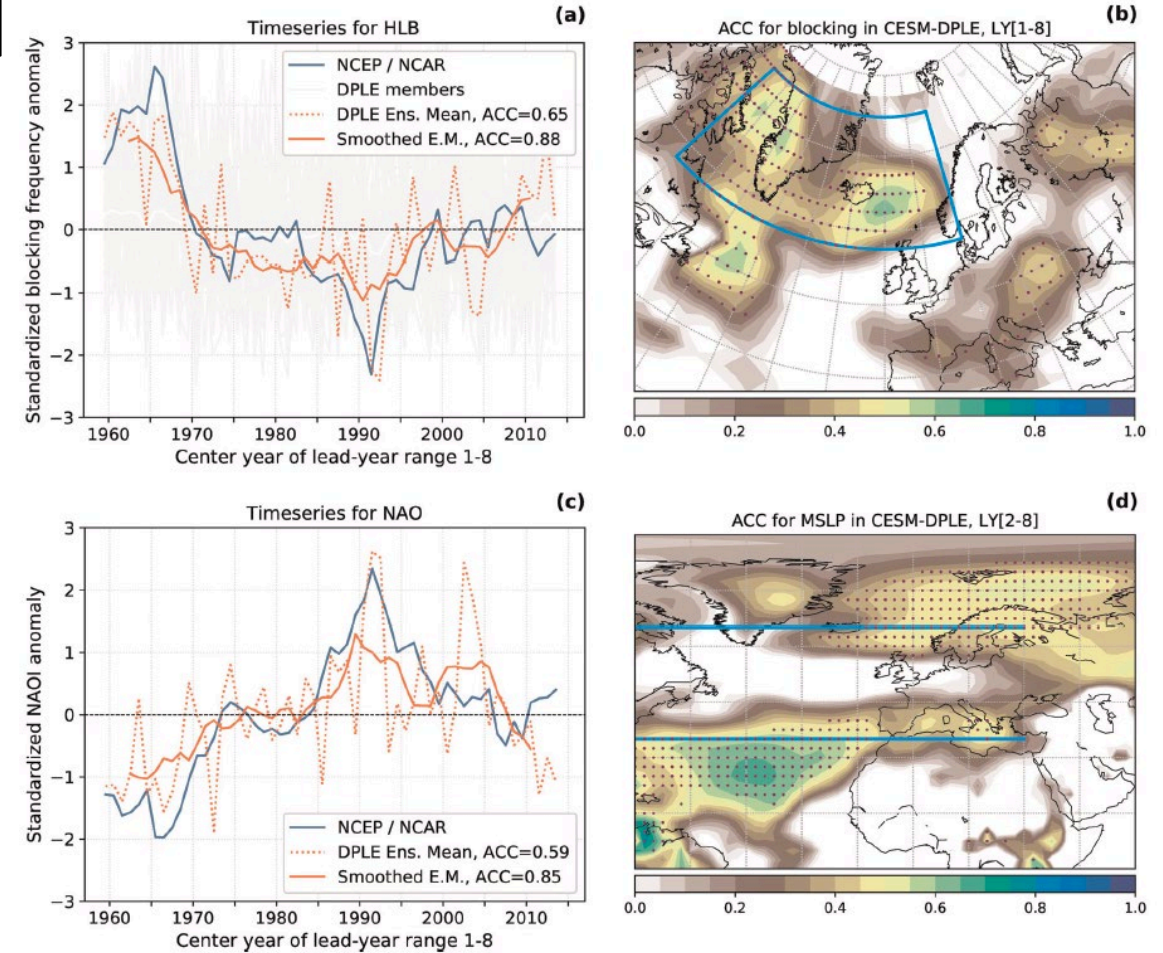 (a)
Timeseries for HLB
Standardized blocking frequency anomaly
3
2
1
0
−1
−2
−3
NCEP / NCAR
DPLE members
DPLE Ens. Mean, ACC=0.65
Smoothed E.M., ACC=0.88
1960 1970 1980 1990 2000 2010
Center year of lead-year range 1-8
(b)
ACC for blocking in CESM-DPLE, LY[1-8]
0.0 0.2 0.4 0.6 0.8 1.0
(c)
Timeseries for NAO
Standardized NAOI anomaly
3
2
1
0
−1
−2
−3
NCEP / NCAR
DPLE Ens. Mean, ACC=0.59
Smoothed E.M., ACC=0.85
1960 1970 1980 1990 2000 2010
Center year of lead-year range 1-8
(d)
ACC for MSLP in CESM-DPLE, LY[2-8]
0.0 0.2 0.4 0.6 0.8 1.0